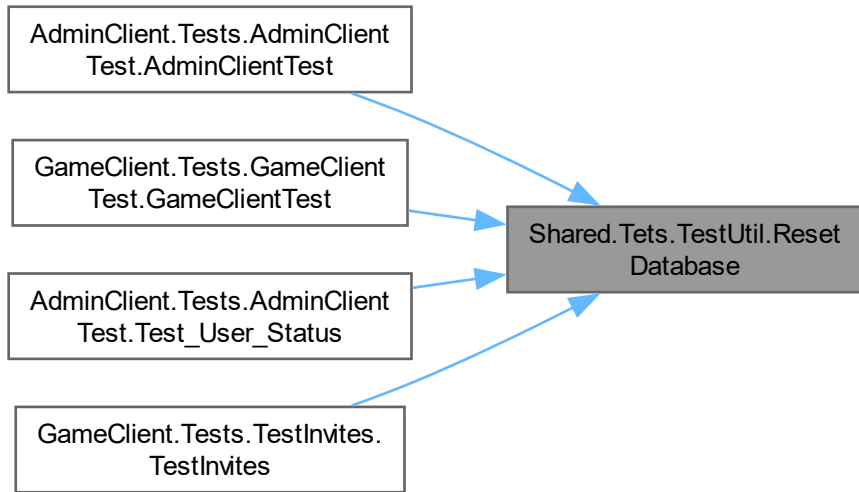 AdminClient.Tests.AdminClient
Test.AdminClientTest
GameClient.Tests.GameClient
Test.GameClientTest
AdminClient.Tests.AdminClient
Test.Test_User_Status
GameClient.Tests.TestInvites.
TestInvites
Shared.Tets.TestUtil.Reset
Database